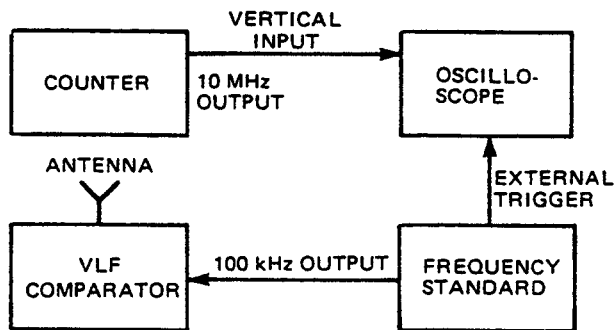 VERTICAL
INPUT
COUNTER
10 MHz
OUTPUT
OSCILLO-
SCOPE
ANTENNA
EXTERNAL
TRIGGER
VLF
COMPARATOR
100 kHz OUTPUT
FREQUENCY
STANDARD